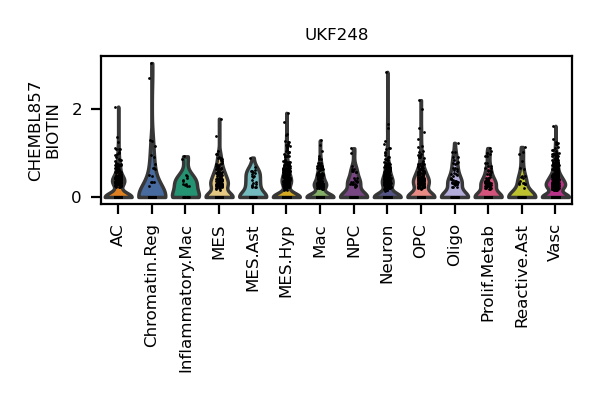 UKF248
CHEMBL857
BIOTIN
2
0
AC
Chromatin.Reg
Inflammatory.Mac
MES
MES.Ast
MES.Hyp
Mac
NPC
Neuron
OPC
Oligo
Prolif.Metab
Reactive.Ast
Vasc